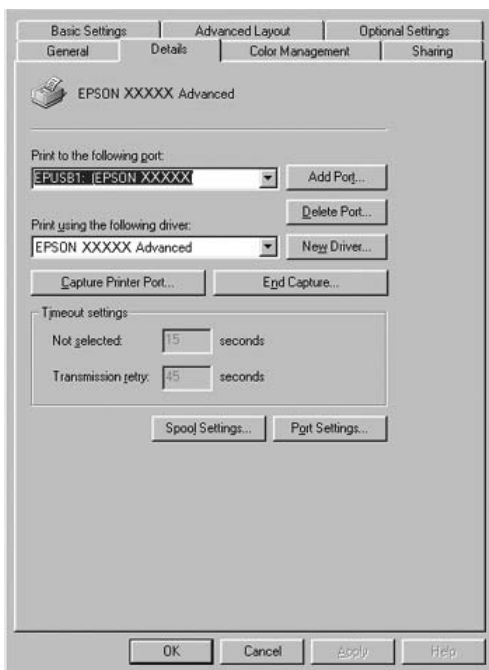 Basic Settings Advanced Layout Optional Settings
General Details Color Management Sharing
EPSON XXXXX Advanced
Print to the following port:
EPUSB1: (EPSON XXXXX Add Port...
Delete Port...
Print using the following driver:
EPSON XXXXX Advanced New Driver...
Capture Printer Port... End Capture...
Timeout settings
Not selected: 15 seconds
Transmission retry: 45 seconds
Spool Settings... Port Settings...
OK Cancel Apply Help